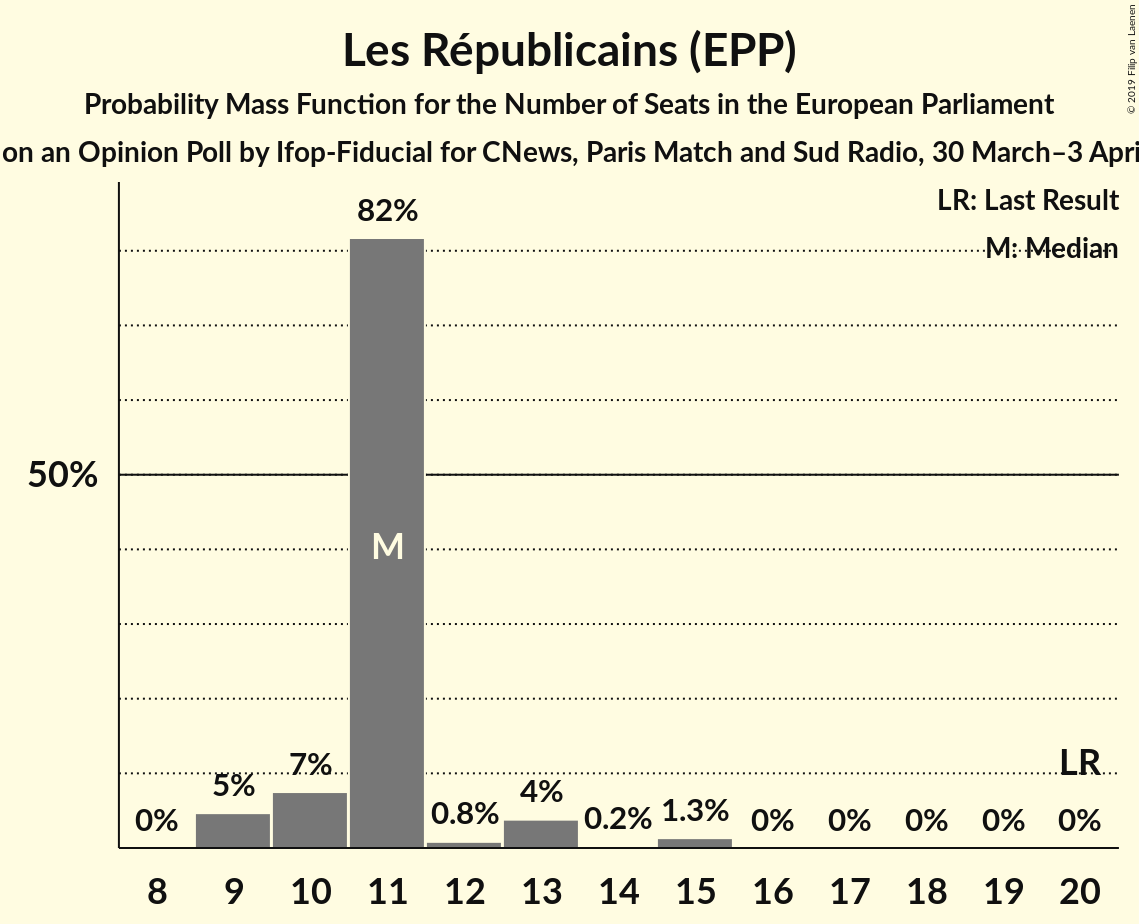 Les Républicains (EPP)
Probability Mass Function for the Number of Seats in the European Parliament
on an Opinion Poll by Ifop-Fiducial for CNews, Paris Match and Sud Radio, 30 March–3 Apri
© 2019 Filip van Laenen
LR: Last Result
M: Median
82%
50%
M
LR
0% 5% 7% 0.8% 4% 0.2% 1.3% 0% 0% 0% 0% 0%
8 9 10 11 12 13 14 15 16 17 18 19 20